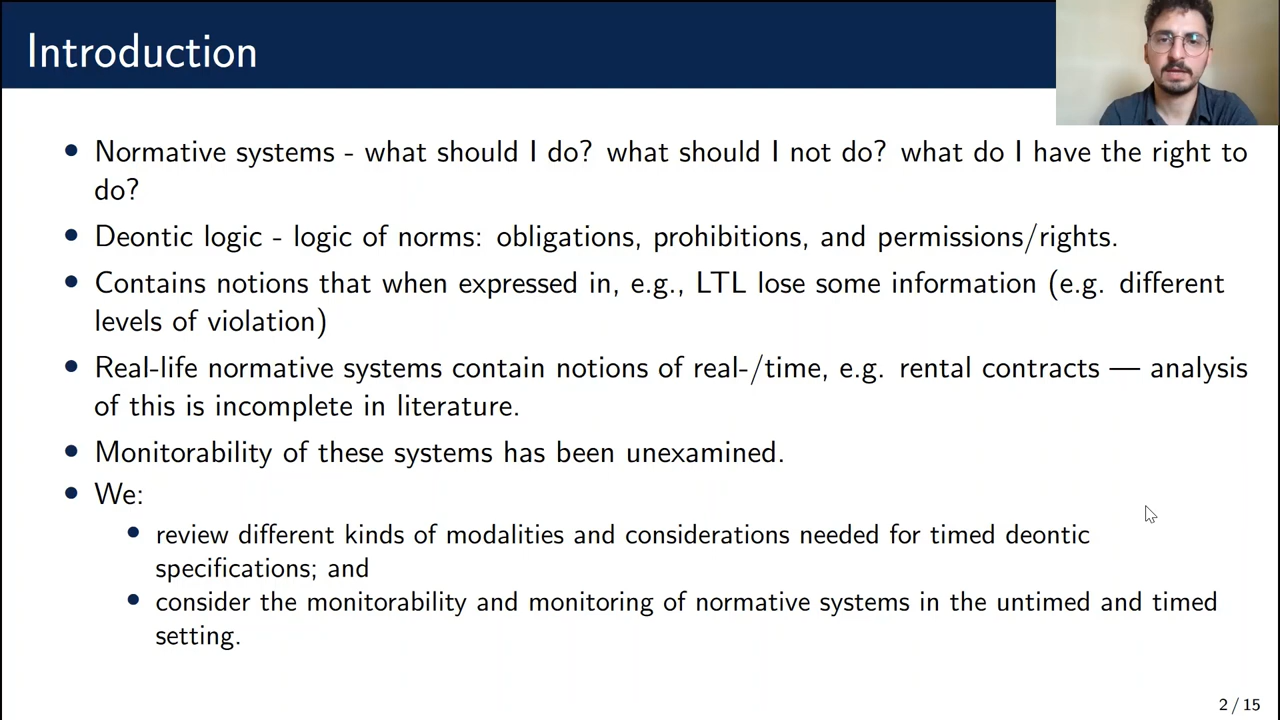 Introduction
Normative systems - what should I do? what should I not do? what do I have the right to
do?
Deontic logic - logic of norms: obligations, prohibitions, and permissions/rights.
Contains notions that when expressed in, e.g., LTL lose some information (e.g. different
levels of violation)
Real-life normative systems contain notions of real-/time, e.g. rental contracts — analysis
of this is incomplete in literature.
Monitorability of these systems has been unexamined.
We:
review different kinds of modalities and considerations needed for timed deontic
specifications; and
consider the monitorability and monitoring of normative systems in the untimed and timed
setting.
2 / 15